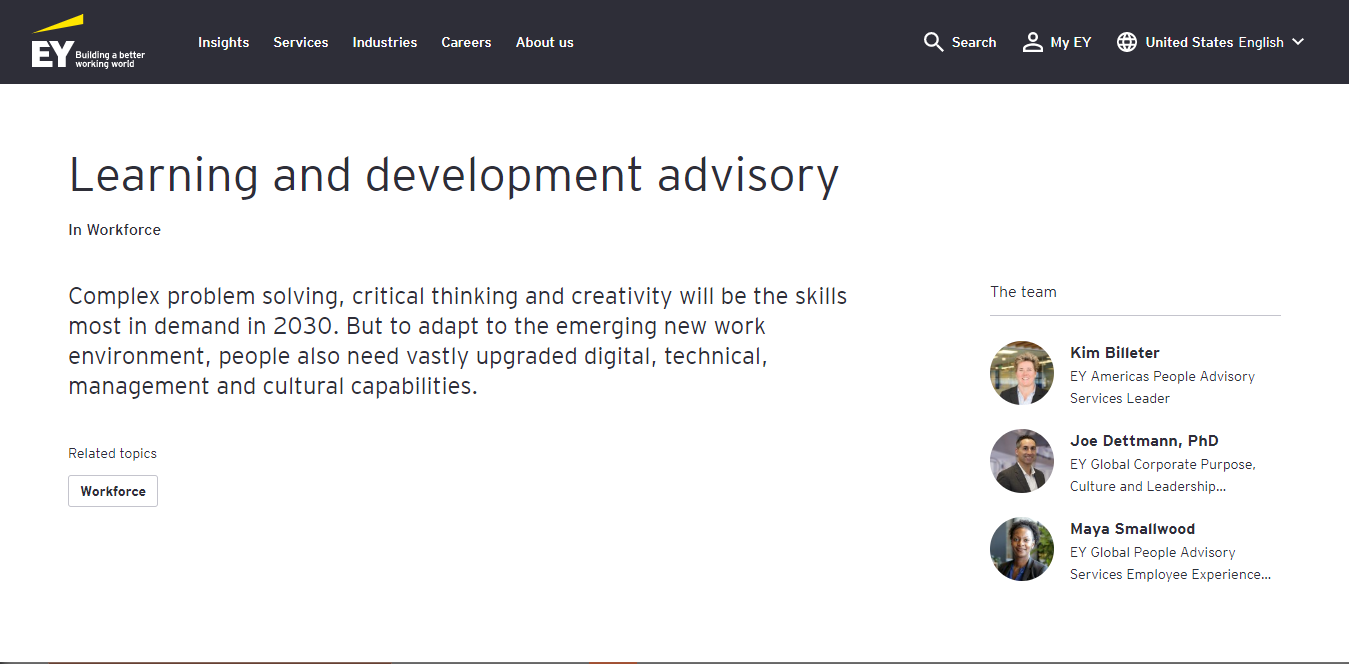 EY Building a better
working world
Insights Services Industries Careers About us
Search My EY United States English
Learning and development advisory
In Workforce
Complex problem solving, critical thinking and creativity will be the skills
most in demand in 2030. But to adapt to the emerging new work
environment, people also need vastly upgraded digital, technical,
management and cultural capabilities.
Related topics
Workforce
The team
Kim Billeter
EY Americas People Advisory
Services Leader
Joe Dettmann, PhD
EY Global Corporate Purpose,
Culture and Leadership...
Maya Smallwood
EY Global People Advisory
Services Employee Experience...